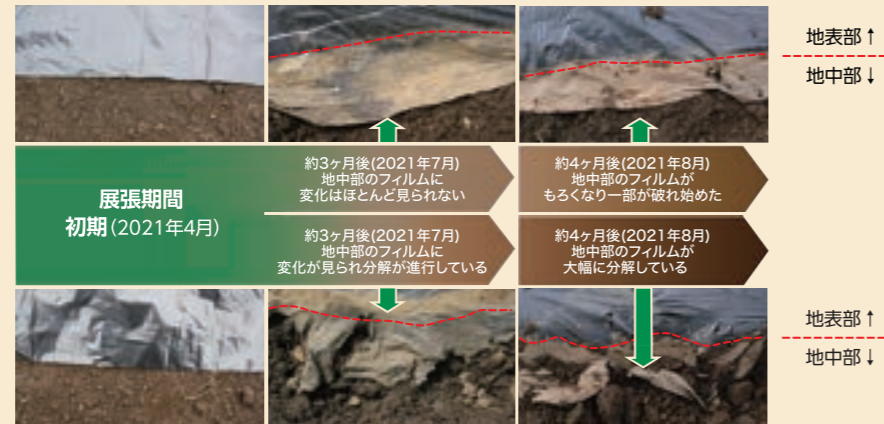 地表部↑
地中部↓
展張期間
初期(2021年4月)
約3ヶ月後(2021年7月)
地中部のフィルムに
変化はほとんど見られない
約4ヶ月後(2021年8月)
地中部のフィルムが
もろくなり一部が破れ始めた
約3ヶ月後(2021年7月)
地中部のフィルムに
変化が見られ分解が進行している
約4ヶ月後(2021年8月)
地中部のフィルムが
大幅に分解している
地表部↑
地中部↓